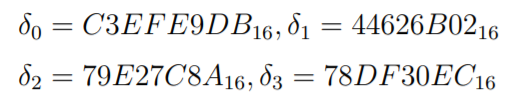 δ₀ = C3EFE9DB₁₆, δ₁ = 44626B02₁₆
δ₂ = 79E27C8A₁₆, δ₃ = 78DF30EC₁₆